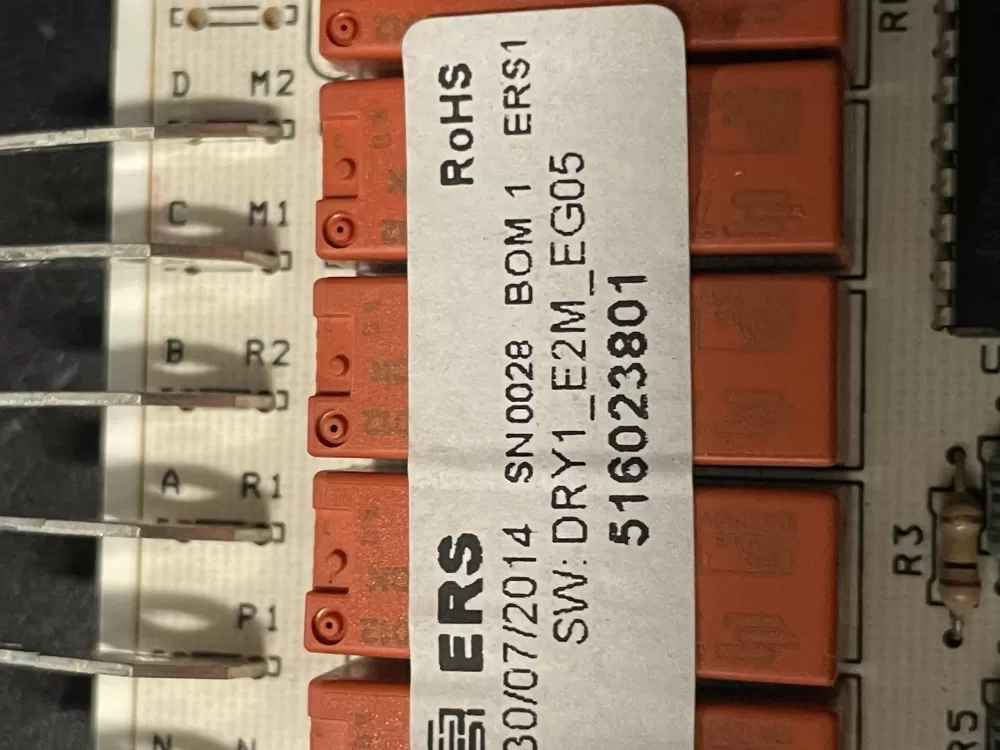 ERS RoHS
30/07/2014 SN0028 BOM 1 ERS1
SW: DRY1_E2M_EG05
516023801
D M2
C M1
B R2
A R1
P1
N N
R3
R5